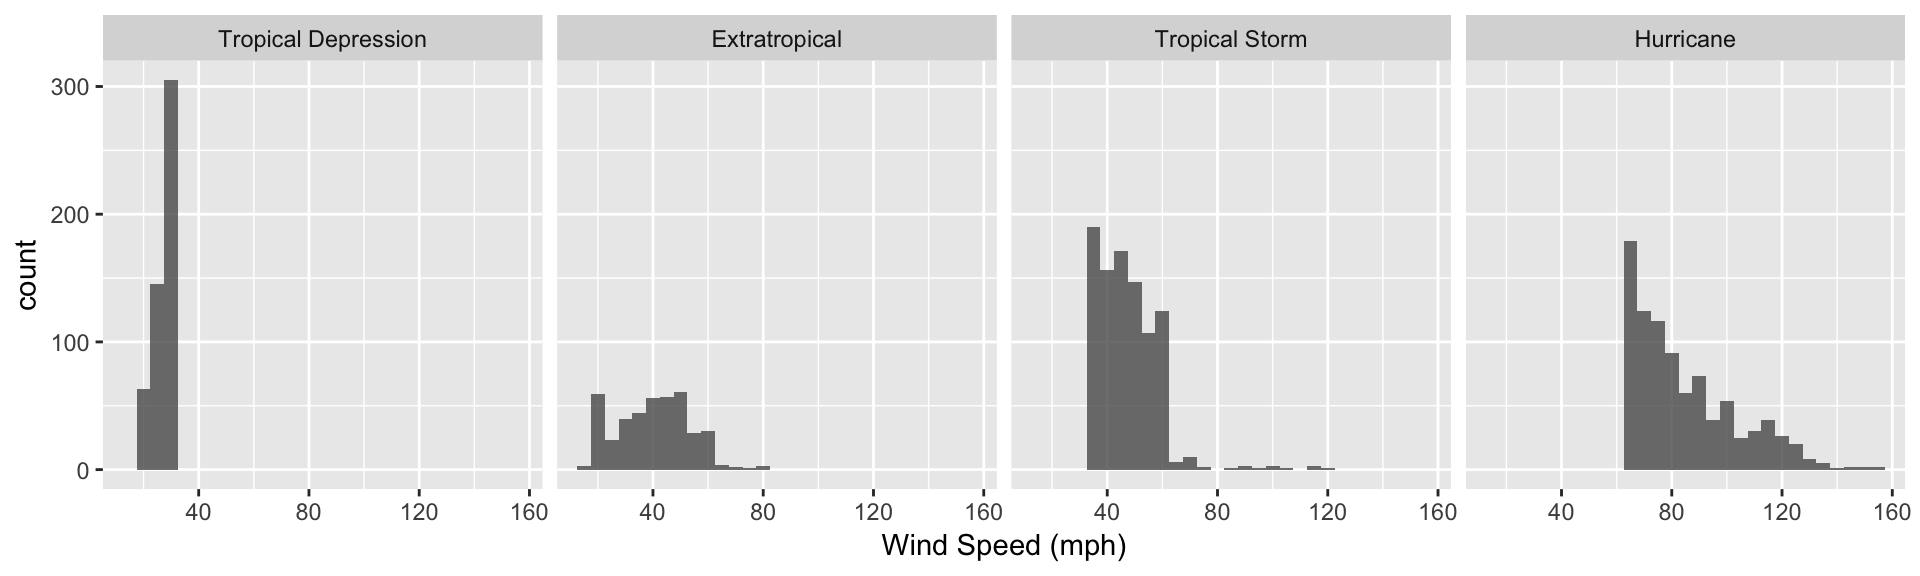 Tropical Depression Extratropical Tropical Storm Hurricane
300
200
100
0
count
40 80 120 160 40 80 120 160 40 80 120 160 40 80 120 160
Wind Speed (mph)